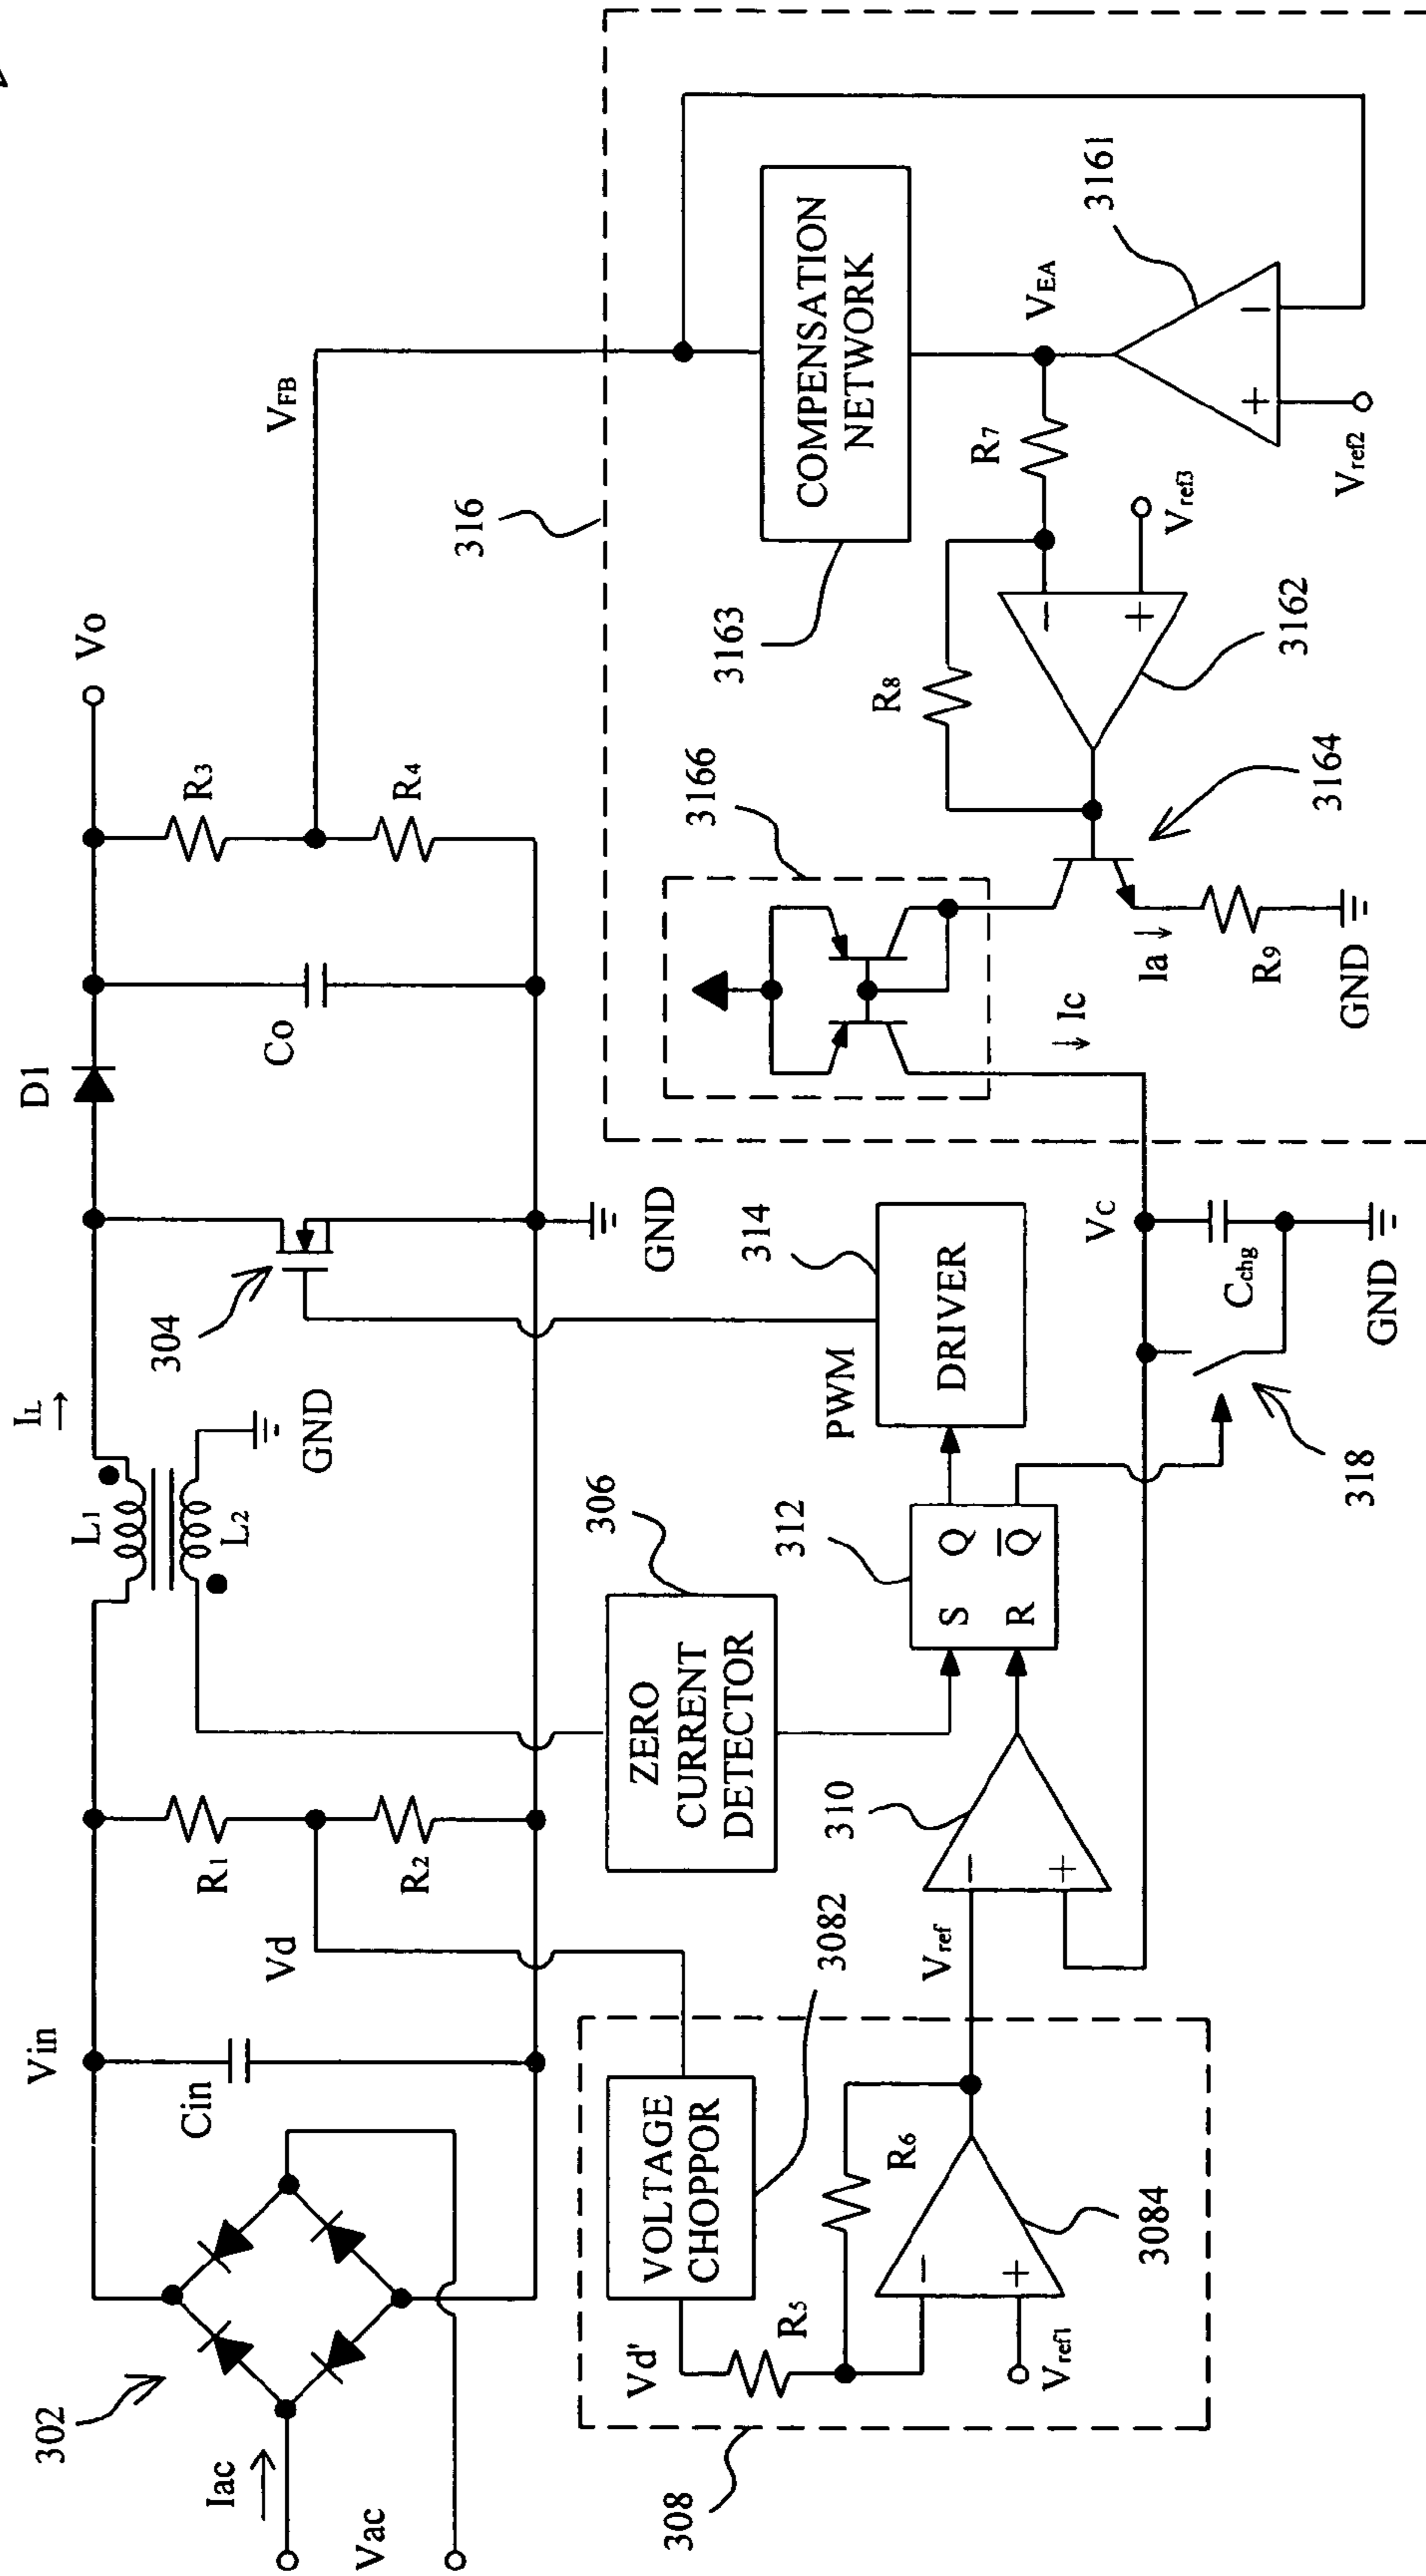 Iac
Vac
302
Vin
Cin
Vd
R1
R2
L1
L2
GND
IL
304
GND
D1
Co
R3
R4
Vo
VFB
316
308
Vd'
VOLTAGE
CHOPPOR
3082
R5
R6
Vref1
+
−
3084
Vref
ZERO
CURRENT
DETECTOR
306
310
−
+
312
S Q
R Q̅
PWM
DRIVER
314
318
Vc
Cchg
GND
Ic
3166
Ia
R9
GND
3164
R8
R7
−
+
3162
Vref3
3163
COMPENSATION
NETWORK
VEA
3161
+
−
Vref2